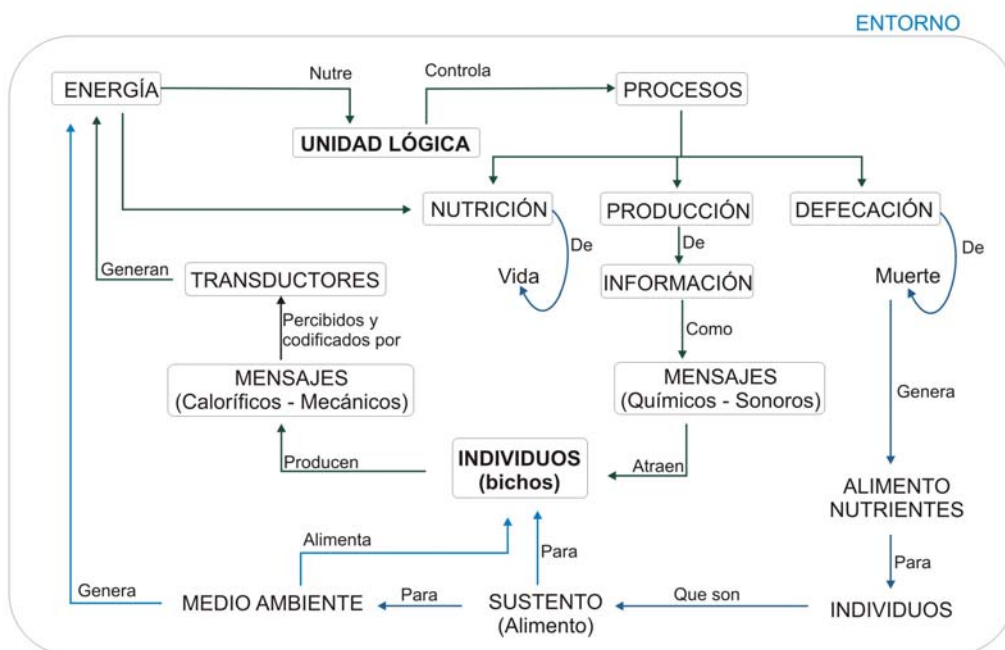 ENTORNO
ENERGÍA
Nutre
UNIDAD LÓGICA
Controla
PROCESOS
NUTRICIÓN
PRODUCCIÓN
DEFECACIÓN
De
Vida
De
De
Muerte
Generan
TRANSDUCTORES
INFORMACIÓN
Percibidos y
codificados por
Como
MENSAJES
(Caloríficos - Mecánicos)
MENSAJES
(Químicos - Sonoros)
Genera
Producen
INDIVIDUOS
(bichos)
Atraen
ALIMENTO
NUTRIENTES
Alimenta
Para
Para
Genera
MEDIO AMBIENTE
Para
SUSTENTO
(Alimento)
Que son
INDIVIDUOS